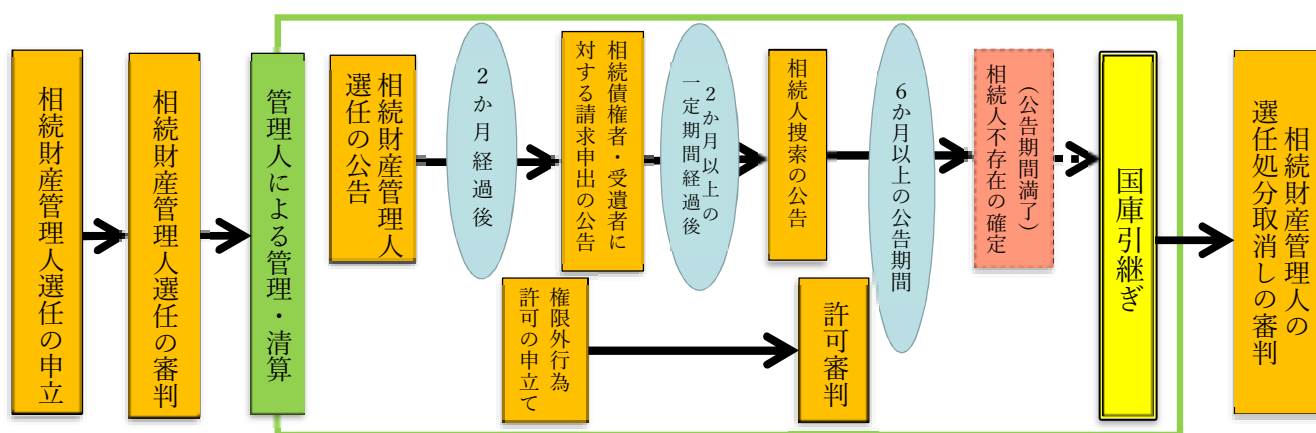 相続財産管理人選任の申立
相続財産管理人選任の審判
管理人による管理・清算
相続財産管理人
選任の公告
２か月経過後
相続債権者・受遺者に
対する請求申出の公告
２か月以上の
一定期間経過後
相続人捜索の公告
６か月以上の公告期間
（公告期間満了）
相続人不存在の確定
権限外行為
許可の申立て
許可審判
国庫引継ぎ
相続財産管理人の
選任処分取消しの審判